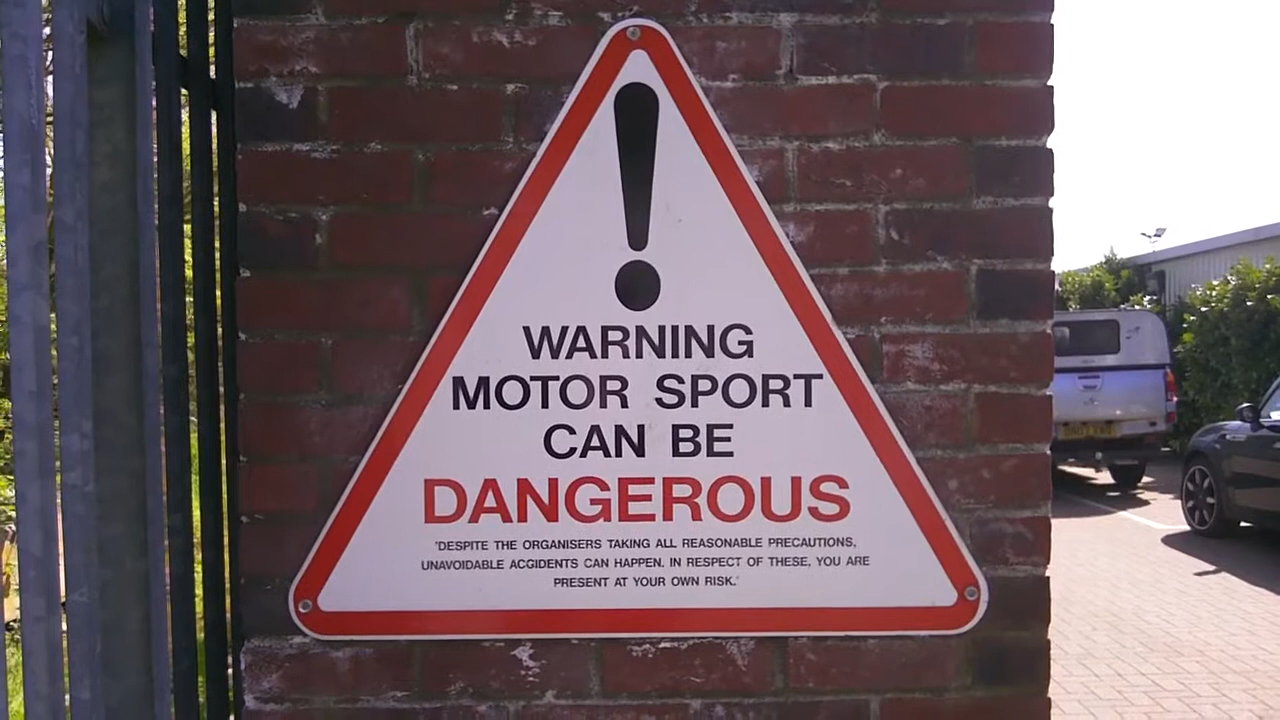 !
WARNING
MOTOR SPORT
CAN BE
DANGEROUS
'DESPITE THE ORGANISERS TAKING ALL REASONABLE PRECAUTIONS,
UNAVOIDABLE ACCIDENTS CAN HAPPEN. IN RESPECT OF THESE, YOU ARE
PRESENT AT YOUR OWN RISK.'